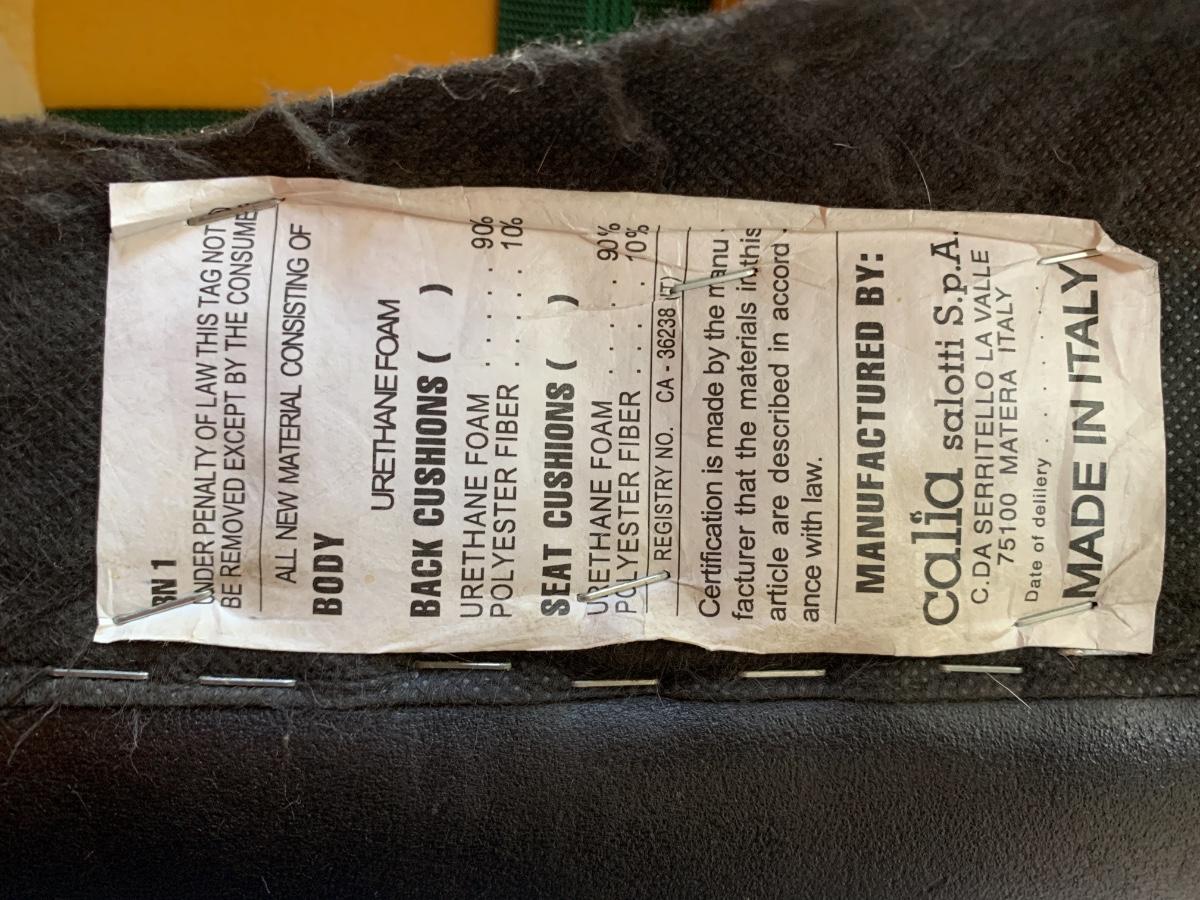 BN 1
UNDER PENALTY OF LAW THIS TAG NOT
BE REMOVED EXCEPT BY THE CONSUME
ALL NEW MATERIAL CONSISTING OF
BODY
URETHANE FOAM
BACK CUSHIONS ( )
URETHANE FOAM . . . . . 90%
POLYESTER FIBER . . . . . 10%
SEAT CUSHIONS ( )
URETHANE FOAM . . . . . 90%
POLYESTER FIBER . . . . . 10%
REGISTRY NO. CA - 36238
Certification is made by the manu
facturer that the materials in this
article are described in accord
ance with law.
MANUFACTURED BY:
calia salotti S.p.A.
C.DA SERRITELLO LA VALLE
75100 MATERA ITALY
Date of delilery . . . . . . . .
MADE IN ITALY